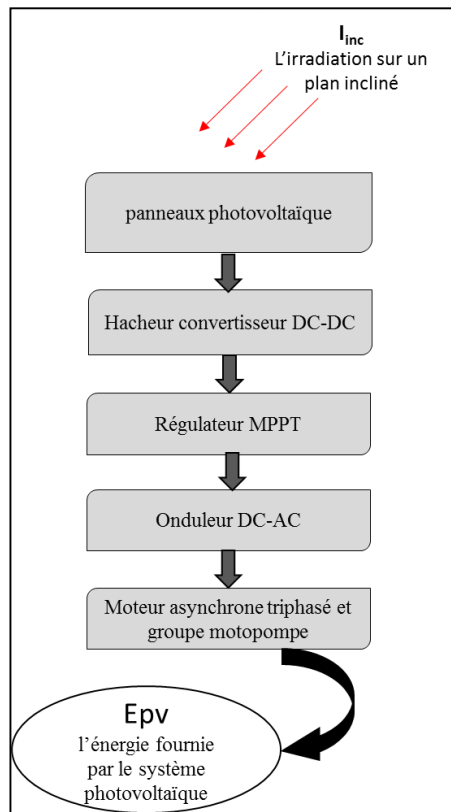 I_inc
L'irradiation sur un
plan incliné
panneaux photovoltaïque
Hacheur convertisseur DC-DC
Régulateur MPPT
Onduleur DC-AC
Moteur asynchrone triphasé et
groupe motopompe
Epv
l'énergie fournie
par le système
photovoltaïque